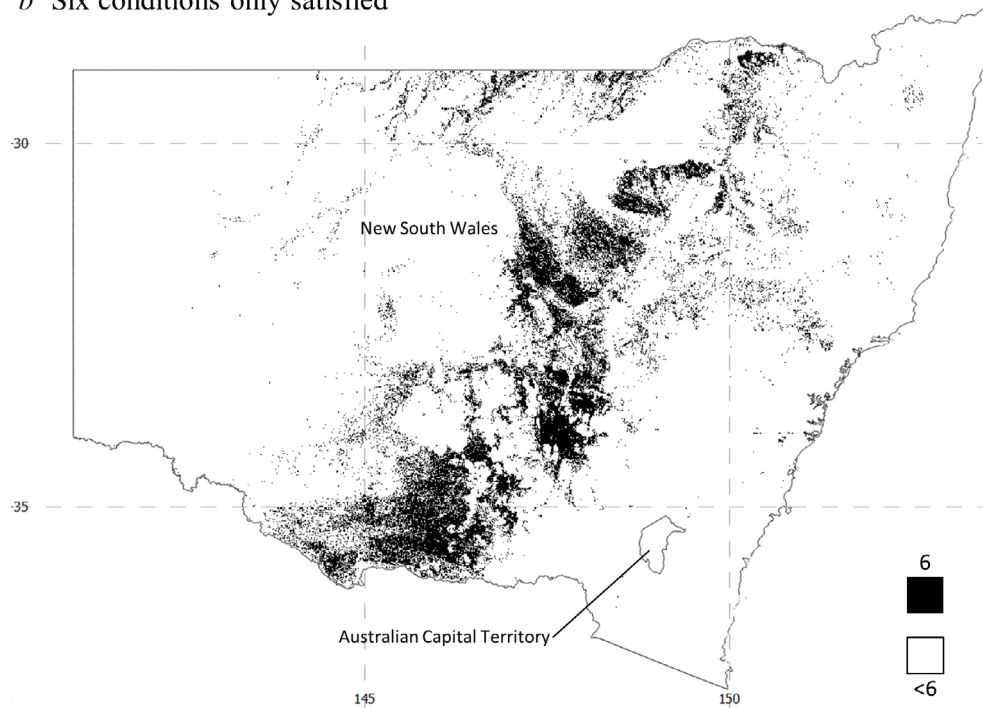 b Six conditions only satisfied
-30
New South Wales
-35
6
Australian Capital Territory
<6
145 150